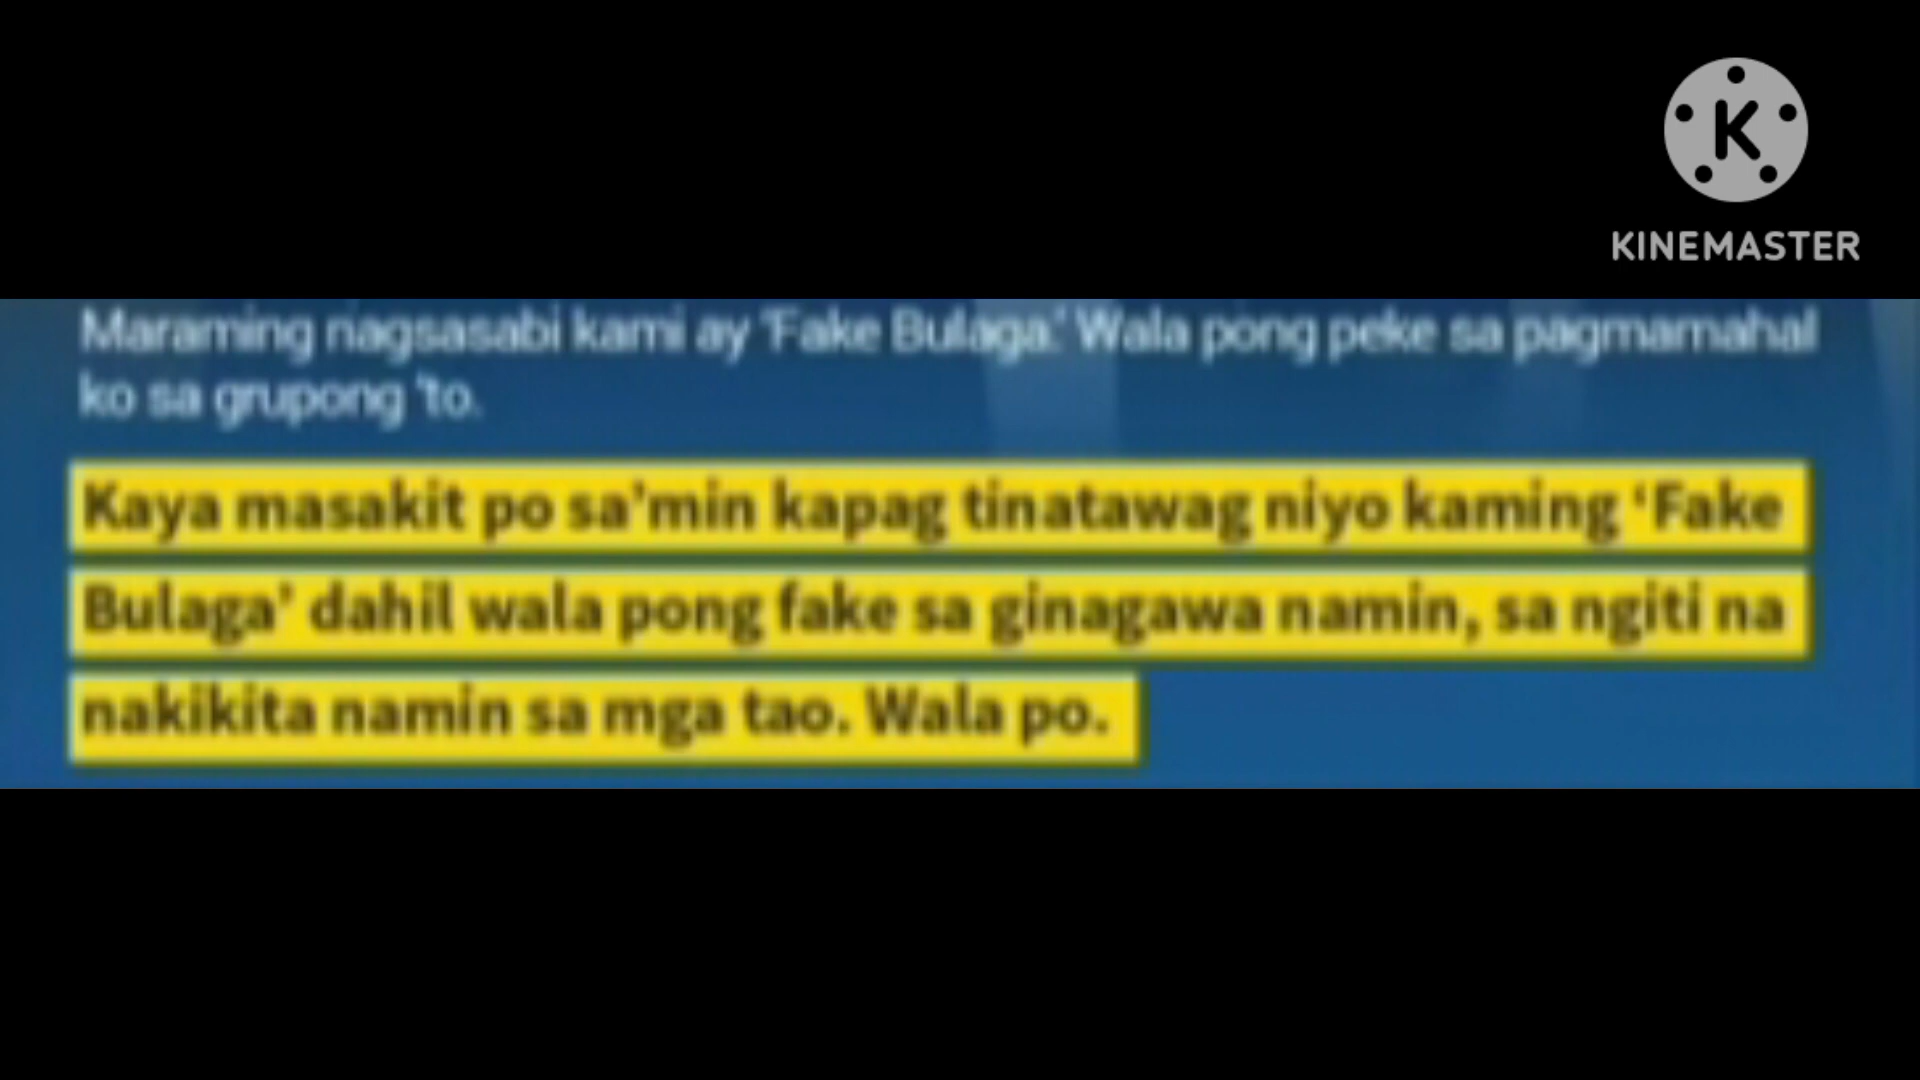 KINEMASTER
Maraming nagsasabi kami ay 'Fake Bulaga.' Wala pong peke sa pagmamahal
ko sa grupong 'to.
Kaya masakit po sa'min kapag tinatawag niyo kaming ‘Fake
Bulaga’ dahil wala pong fake sa ginagawa namin, sa ngiti na
nakikita namin sa mga tao. Wala po.